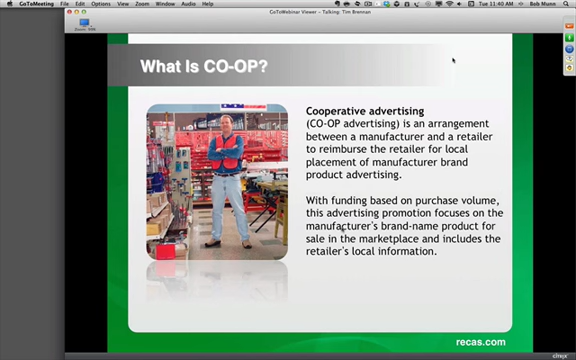 GoToMeeting File Edit Options View Zoom Window Audio Help Tue 11:40 AM Bob Munn
GoToWebinar Viewer - Talking: Tim Brennan
What Is CO-OP?
Cooperative advertising
(CO-OP advertising) is an arrangement
between a manufacturer and a retailer
to reimburse the retailer for local
placement of manufacturer brand
product advertising.
With funding based on purchase volume,
this advertising promotion focuses on the
manufacturer's brand-name product for
sale in the marketplace and includes the
retailer's local information.
recas.com
CITRIX